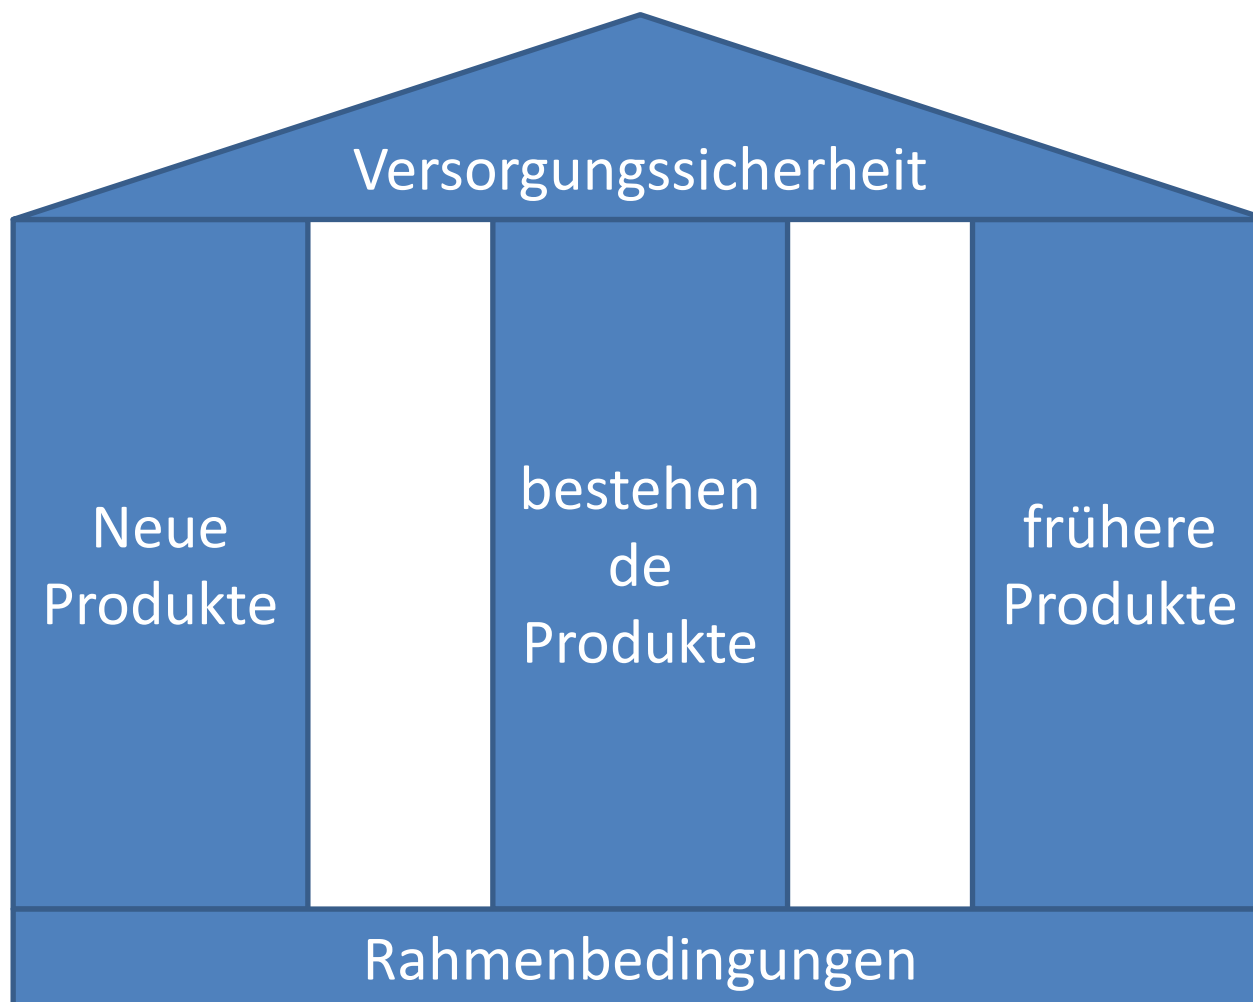 Versorgungssicherheit
Neue
Produkte
bestehen
de
Produkte
frühere
Produkte
Rahmenbedingungen